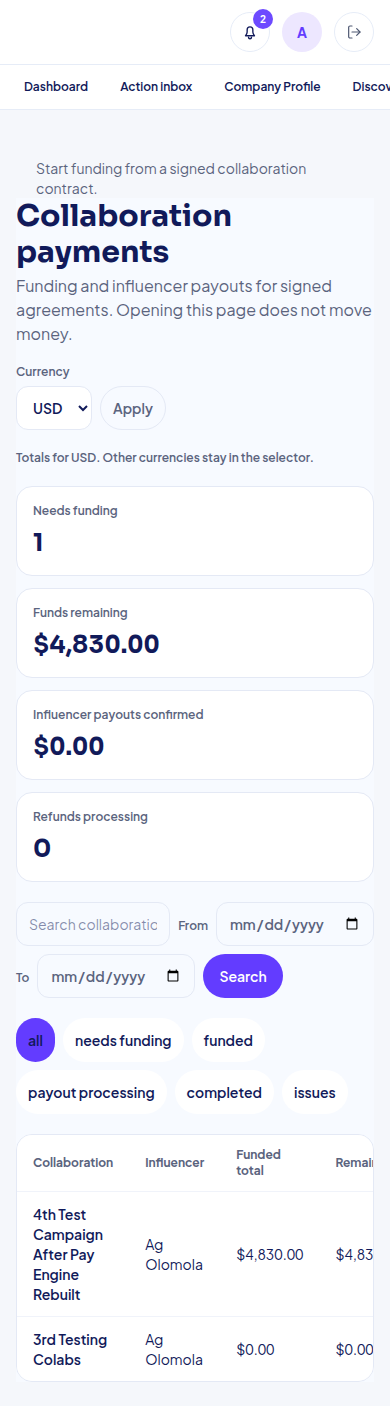 2
A
Dashboard Action Inbox Company Profile Discov
Start funding from a signed collaboration
contract.
Collaboration
payments
Funding and influencer payouts for signed
agreements. Opening this page does not move
money.
Currency
USD Apply
Totals for USD. Other currencies stay in the selector.
Needs funding
1
Funds remaining
$4,830.00
Influencer payouts confirmed
$0.00
Refunds processing
0
Search collaboratic From mm/dd/yyyy
To mm/dd/yyyy Search
all needs funding funded
payout processing completed issues
Collaboration Influencer Funded total Remain
4th Test
Campaign
After Pay
Engine
Rebuilt
Ag
Olomola
$4,830.00 $4,83
3rd Testing
Colabs
Ag
Olomola
$0.00 $0.00